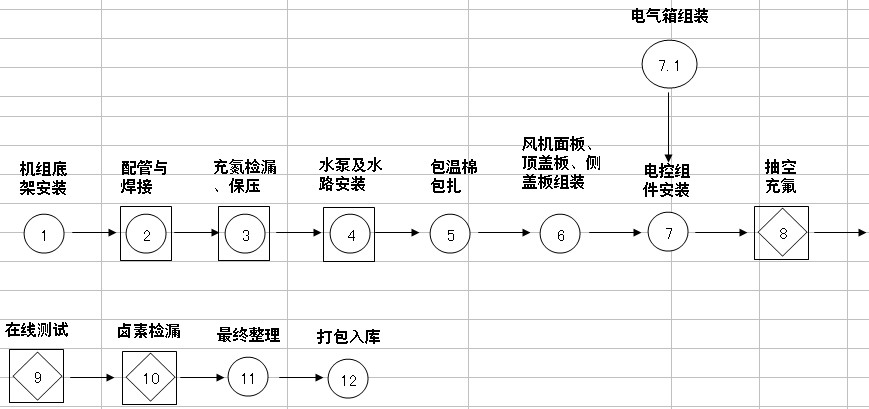 电气箱组装
7.1
机组底
架安装
配管与
焊接
充氮检漏
、保压
水泵及水
路安装
包温棉
包扎
风机面板、
顶盖板、侧
盖板组装
电控组
件安装
抽空
充氟
1
2
3
4
5
6
7
8
在线测试
卤素检漏
最终整理
打包入库
9
10
11
12